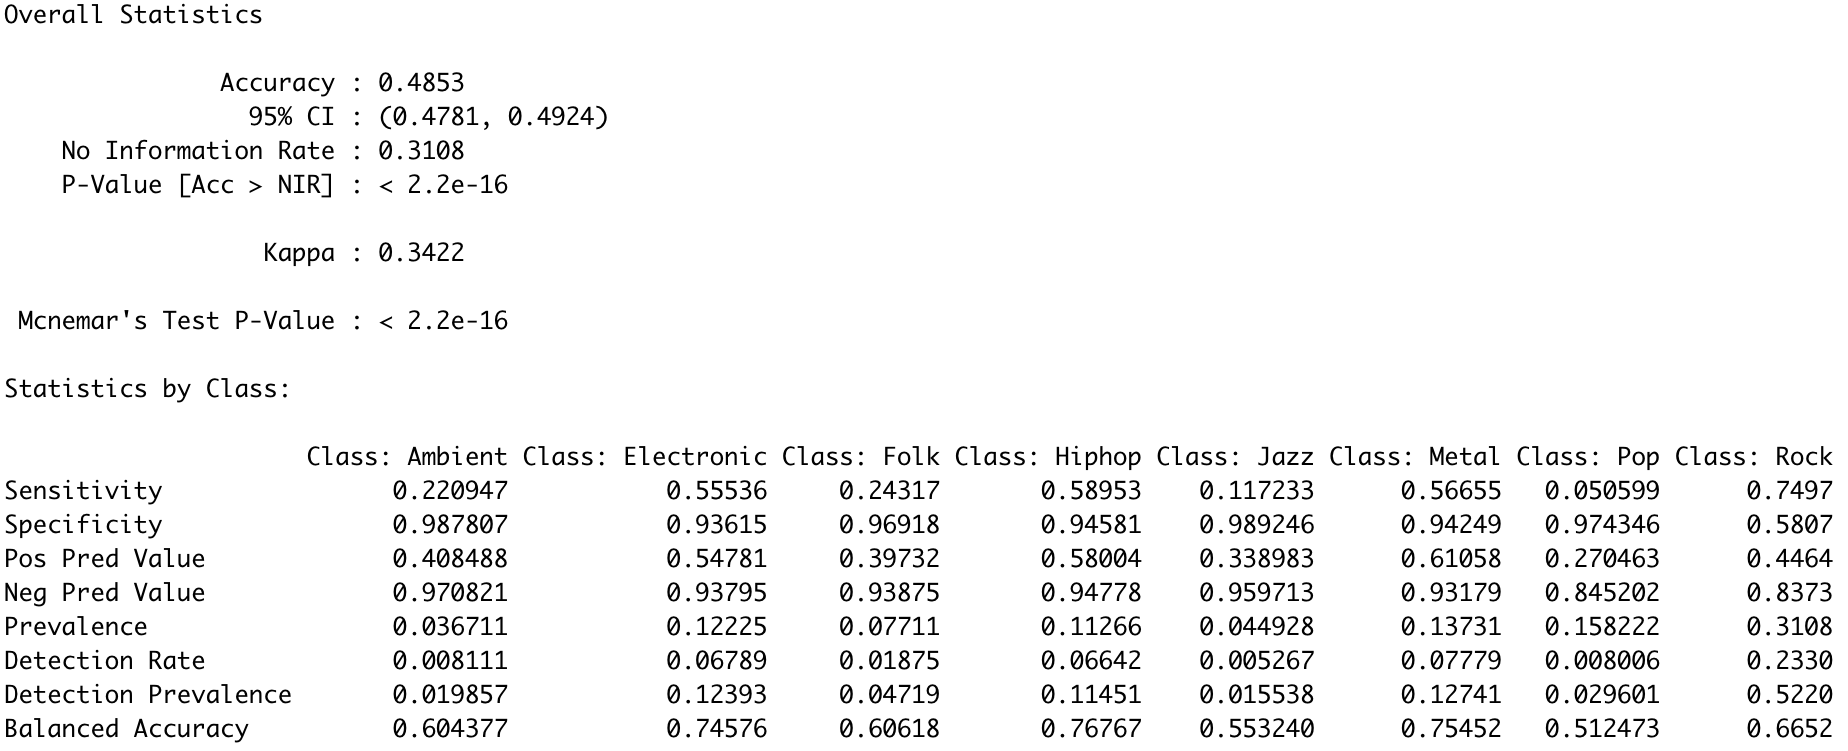 Overall Statistics
Accuracy : 0.4853
95% CI : (0.4781, 0.4924)
No Information Rate : 0.3108
P-Value [Acc > NIR] : < 2.2e-16
Kappa : 0.3422
Mcnemar's Test P-Value : < 2.2e-16
Statistics by Class:
Class: Ambient Class: Electronic Class: Folk Class: Hiphop Class: Jazz Class: Metal Class: Pop Class: Rock
Sensitivity 0.220947 0.55536 0.24317 0.58953 0.117233 0.56655 0.050599 0.7497
Specificity 0.987807 0.93615 0.96918 0.94581 0.989246 0.94249 0.974346 0.5807
Pos Pred Value 0.408488 0.54781 0.39732 0.58004 0.338983 0.61058 0.270463 0.4464
Neg Pred Value 0.970821 0.93795 0.93875 0.94778 0.959713 0.93179 0.845202 0.8373
Prevalence 0.036711 0.12225 0.07711 0.11266 0.044928 0.13731 0.158222 0.3108
Detection Rate 0.008111 0.06789 0.01875 0.06642 0.005267 0.07779 0.008006 0.2330
Detection Prevalence 0.019857 0.12393 0.04719 0.11451 0.015538 0.12741 0.029601 0.5220
Balanced Accuracy 0.604377 0.74576 0.60618 0.76767 0.553240 0.75452 0.512473 0.6652